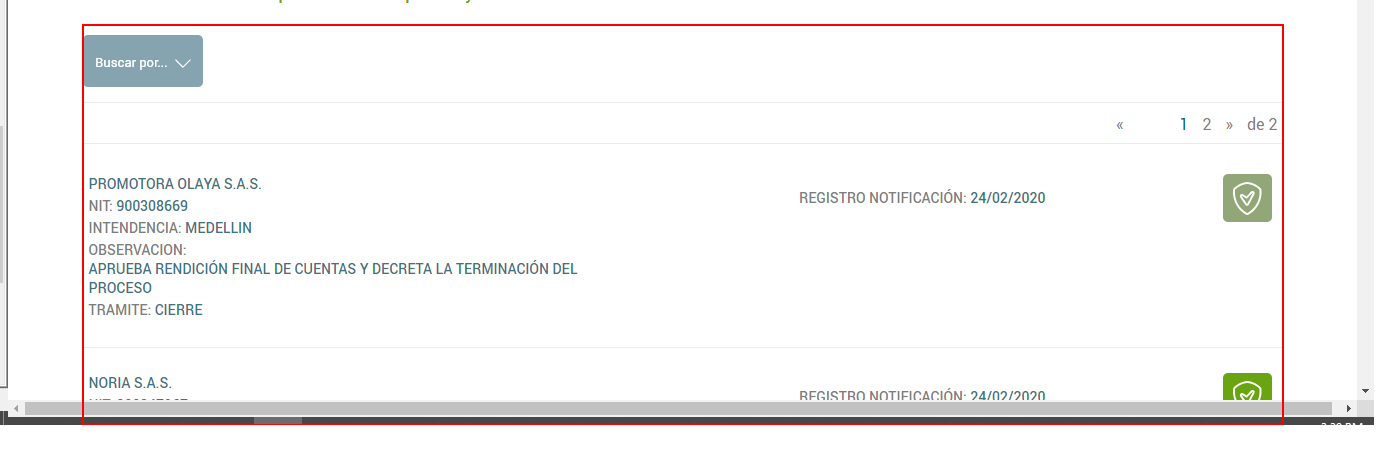 Buscar por...
« 1 2 » de 2
PROMOTORA OLAYA S.A.S.
NIT: 900308669
REGISTRO NOTIFICACIÓN: 24/02/2020
INTENDENCIA: MEDELLIN
OBSERVACION:
APRUEBA RENDICIÓN FINAL DE CUENTAS Y DECRETA LA TERMINACIÓN DEL
PROCESO
TRAMITE: CIERRE
NORIA S.A.S.
REGISTRO NOTIFICACIÓN: 24/02/2020